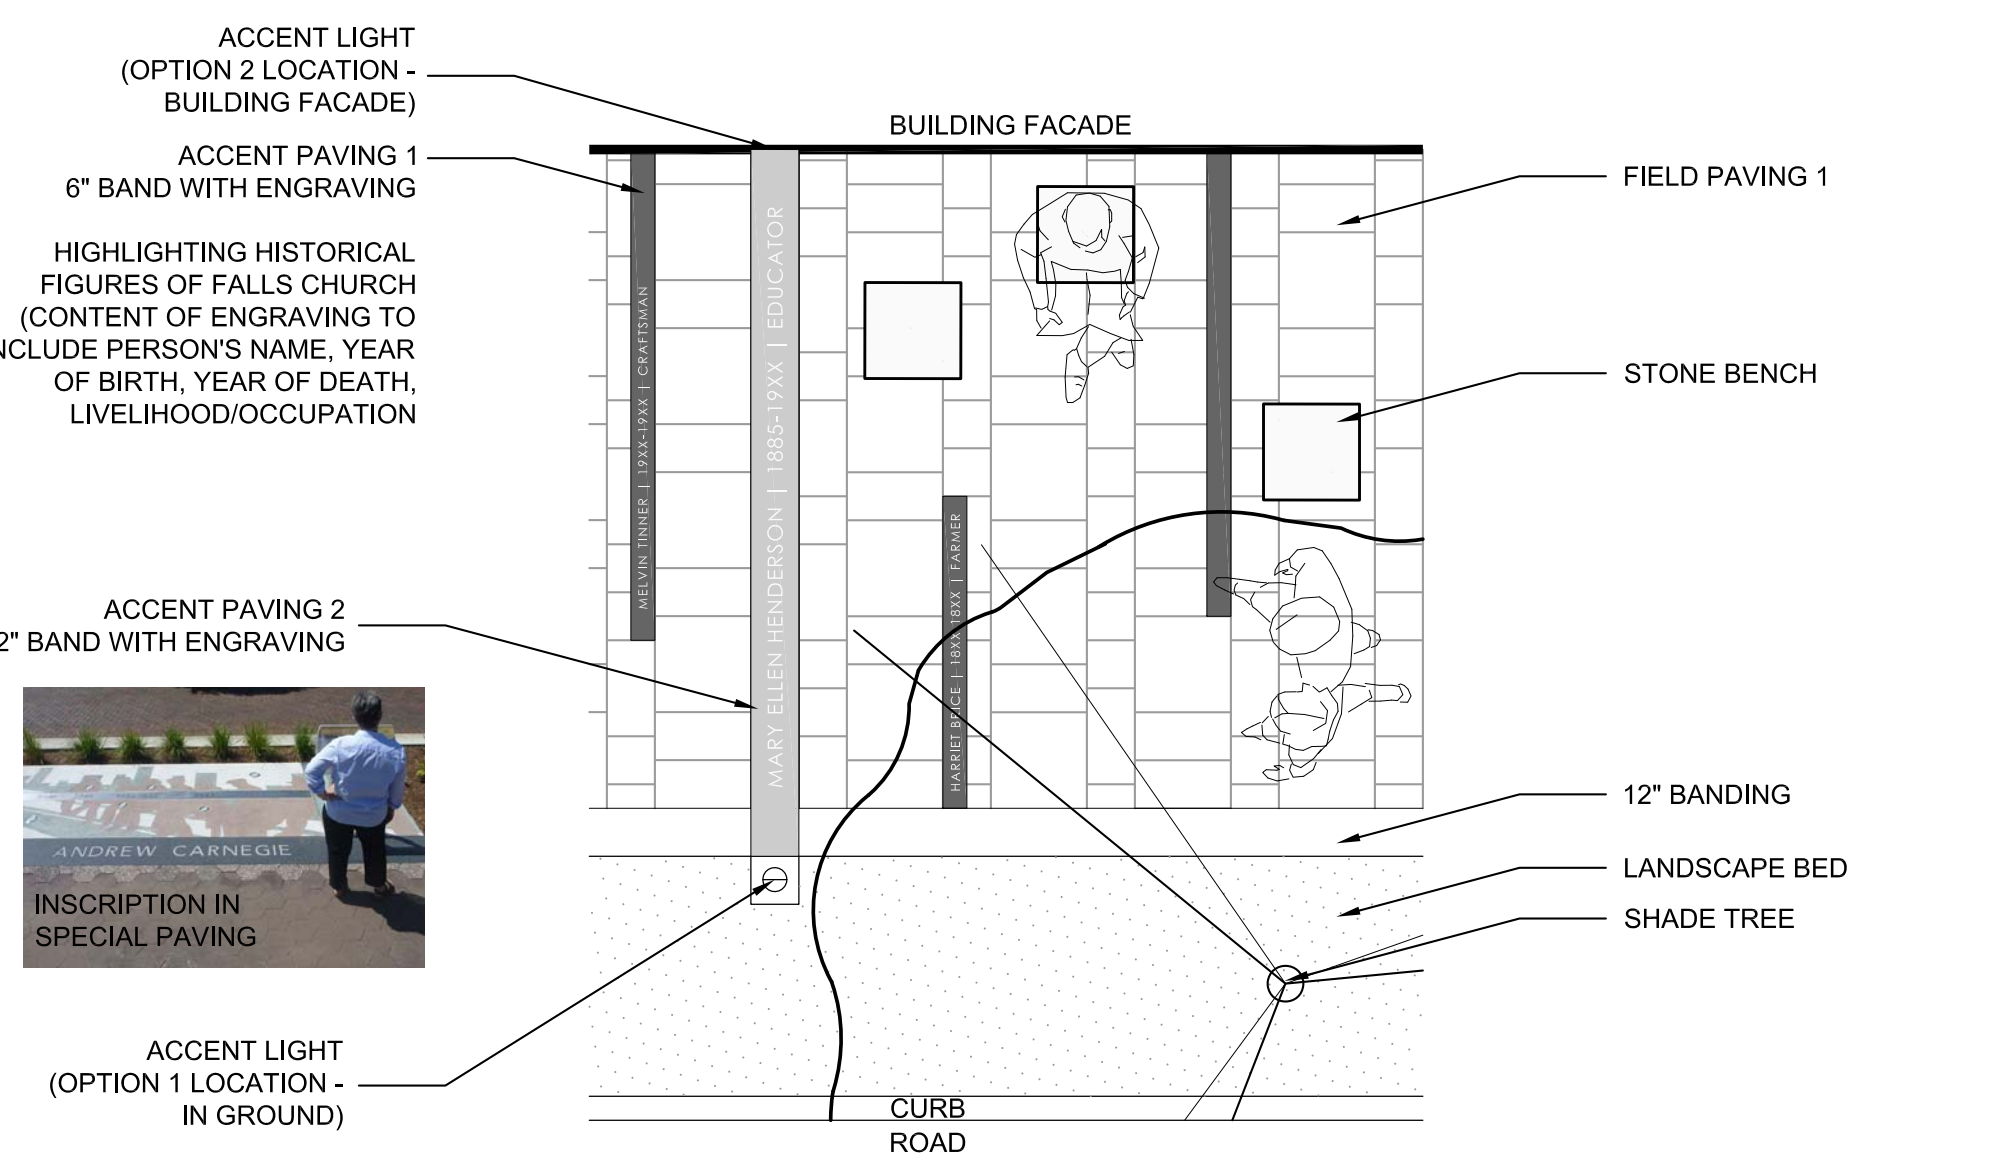 ACCENT LIGHT
(OPTION 2 LOCATION -
BUILDING FACADE)
ACCENT PAVING 1
6" BAND WITH ENGRAVING
HIGHLIGHTING HISTORICAL
FIGURES OF FALLS CHURCH
(CONTENT OF ENGRAVING TO
NCLUDE PERSON'S NAME, YEAR
OF BIRTH, YEAR OF DEATH,
LIVELIHOOD/OCCUPATION
ACCENT PAVING 2
2" BAND WITH ENGRAVING
ANDREW CARNEGIE
INSCRIPTION IN
SPECIAL PAVING
ACCENT LIGHT
(OPTION 1 LOCATION -
IN GROUND)
BUILDING FACADE
MELVIN TINNER | 19XX-19XX | CRAFTSMAN
MARY ELLEN HENDERSON | 1885-19XX | EDUCATOR
HARRIET BRICE | 18XX-18XX | FARMER
CURB
ROAD
FIELD PAVING 1
STONE BENCH
12" BANDING
LANDSCAPE BED
SHADE TREE